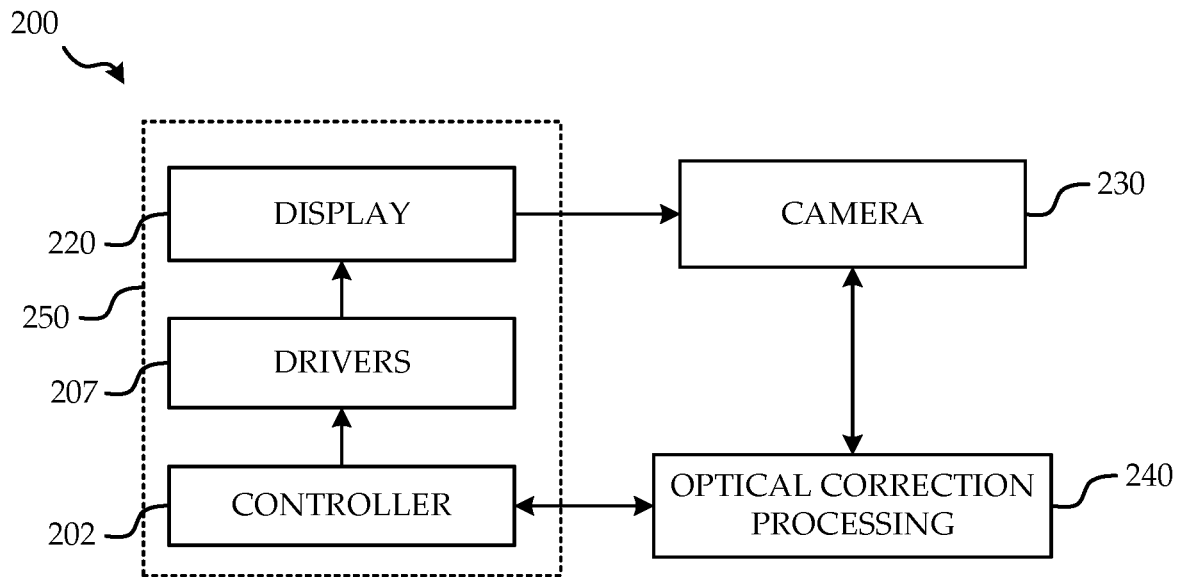 200
DISPLAY
CAMERA
230
220
250
DRIVERS
207
CONTROLLER
OPTICAL CORRECTION
PROCESSING
240
202